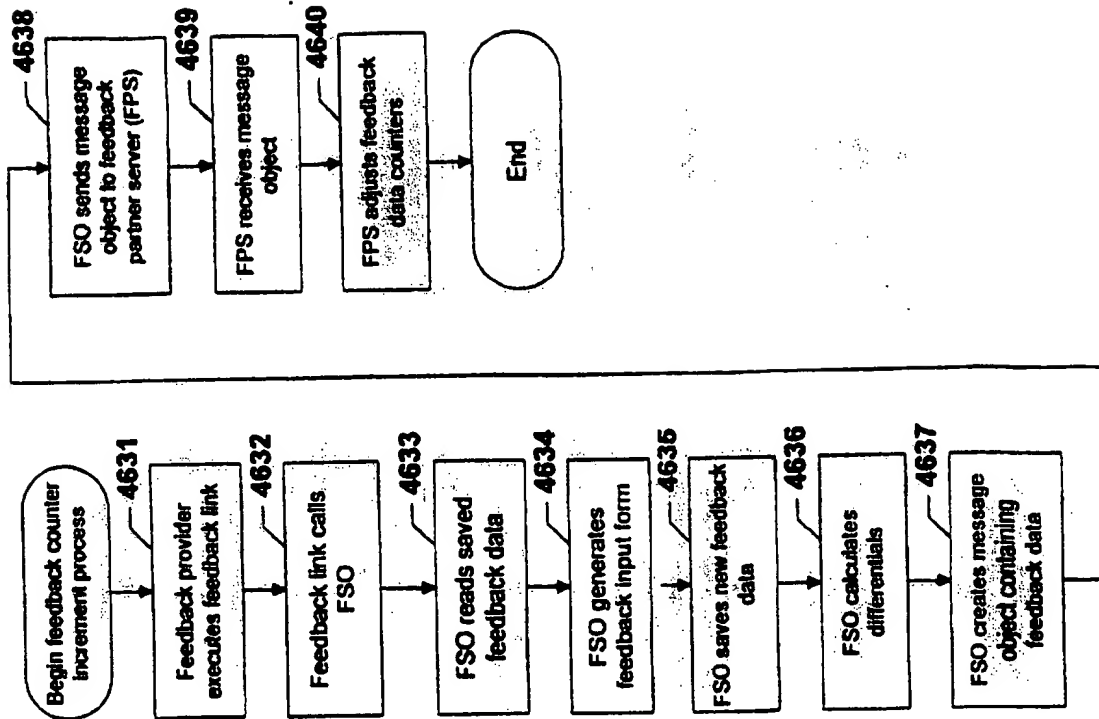 Begin feedback counter
increment process
4631
Feedback provider
executes feedback link
4632
Feedback link calls
FSO
4633
FSO reads saved
feedback data
4634
FSO generates
feedback input form
4635
FSO saves new feedback
data
4636
FSO calculates
differentials
4637
FSO creates message
object containing
feedback data
4638
FSO sends message
object to feedback
partner server (FPS)
4639
FPS receives message
object
4640
FPS adjusts feedback
data counters
End